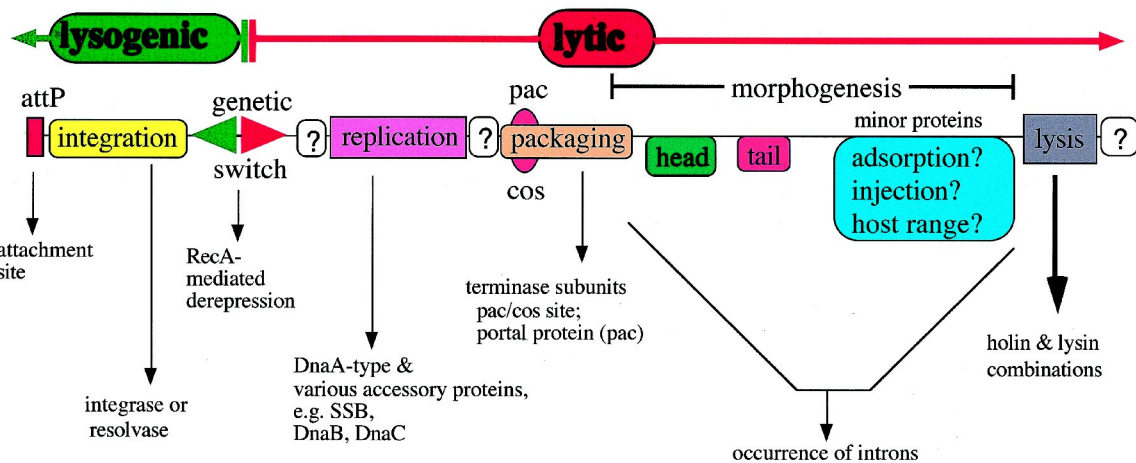 lysogenic
lytic
attP
genetic
switch
pac
cos
morphogenesis
minor proteins
integration
?
replication
?
packaging
head
tail
adsorption?
injection?
host range?
lysis
?
attachment
site
RecA-
mediated
derepression
terminase subunits
pac/cos site;
portal protein (pac)
holin & lysin
combinations
DnaA-type &
various accessory proteins,
e.g. SSB,
DnaB, DnaC
integrase or
resolvase
occurrence of introns